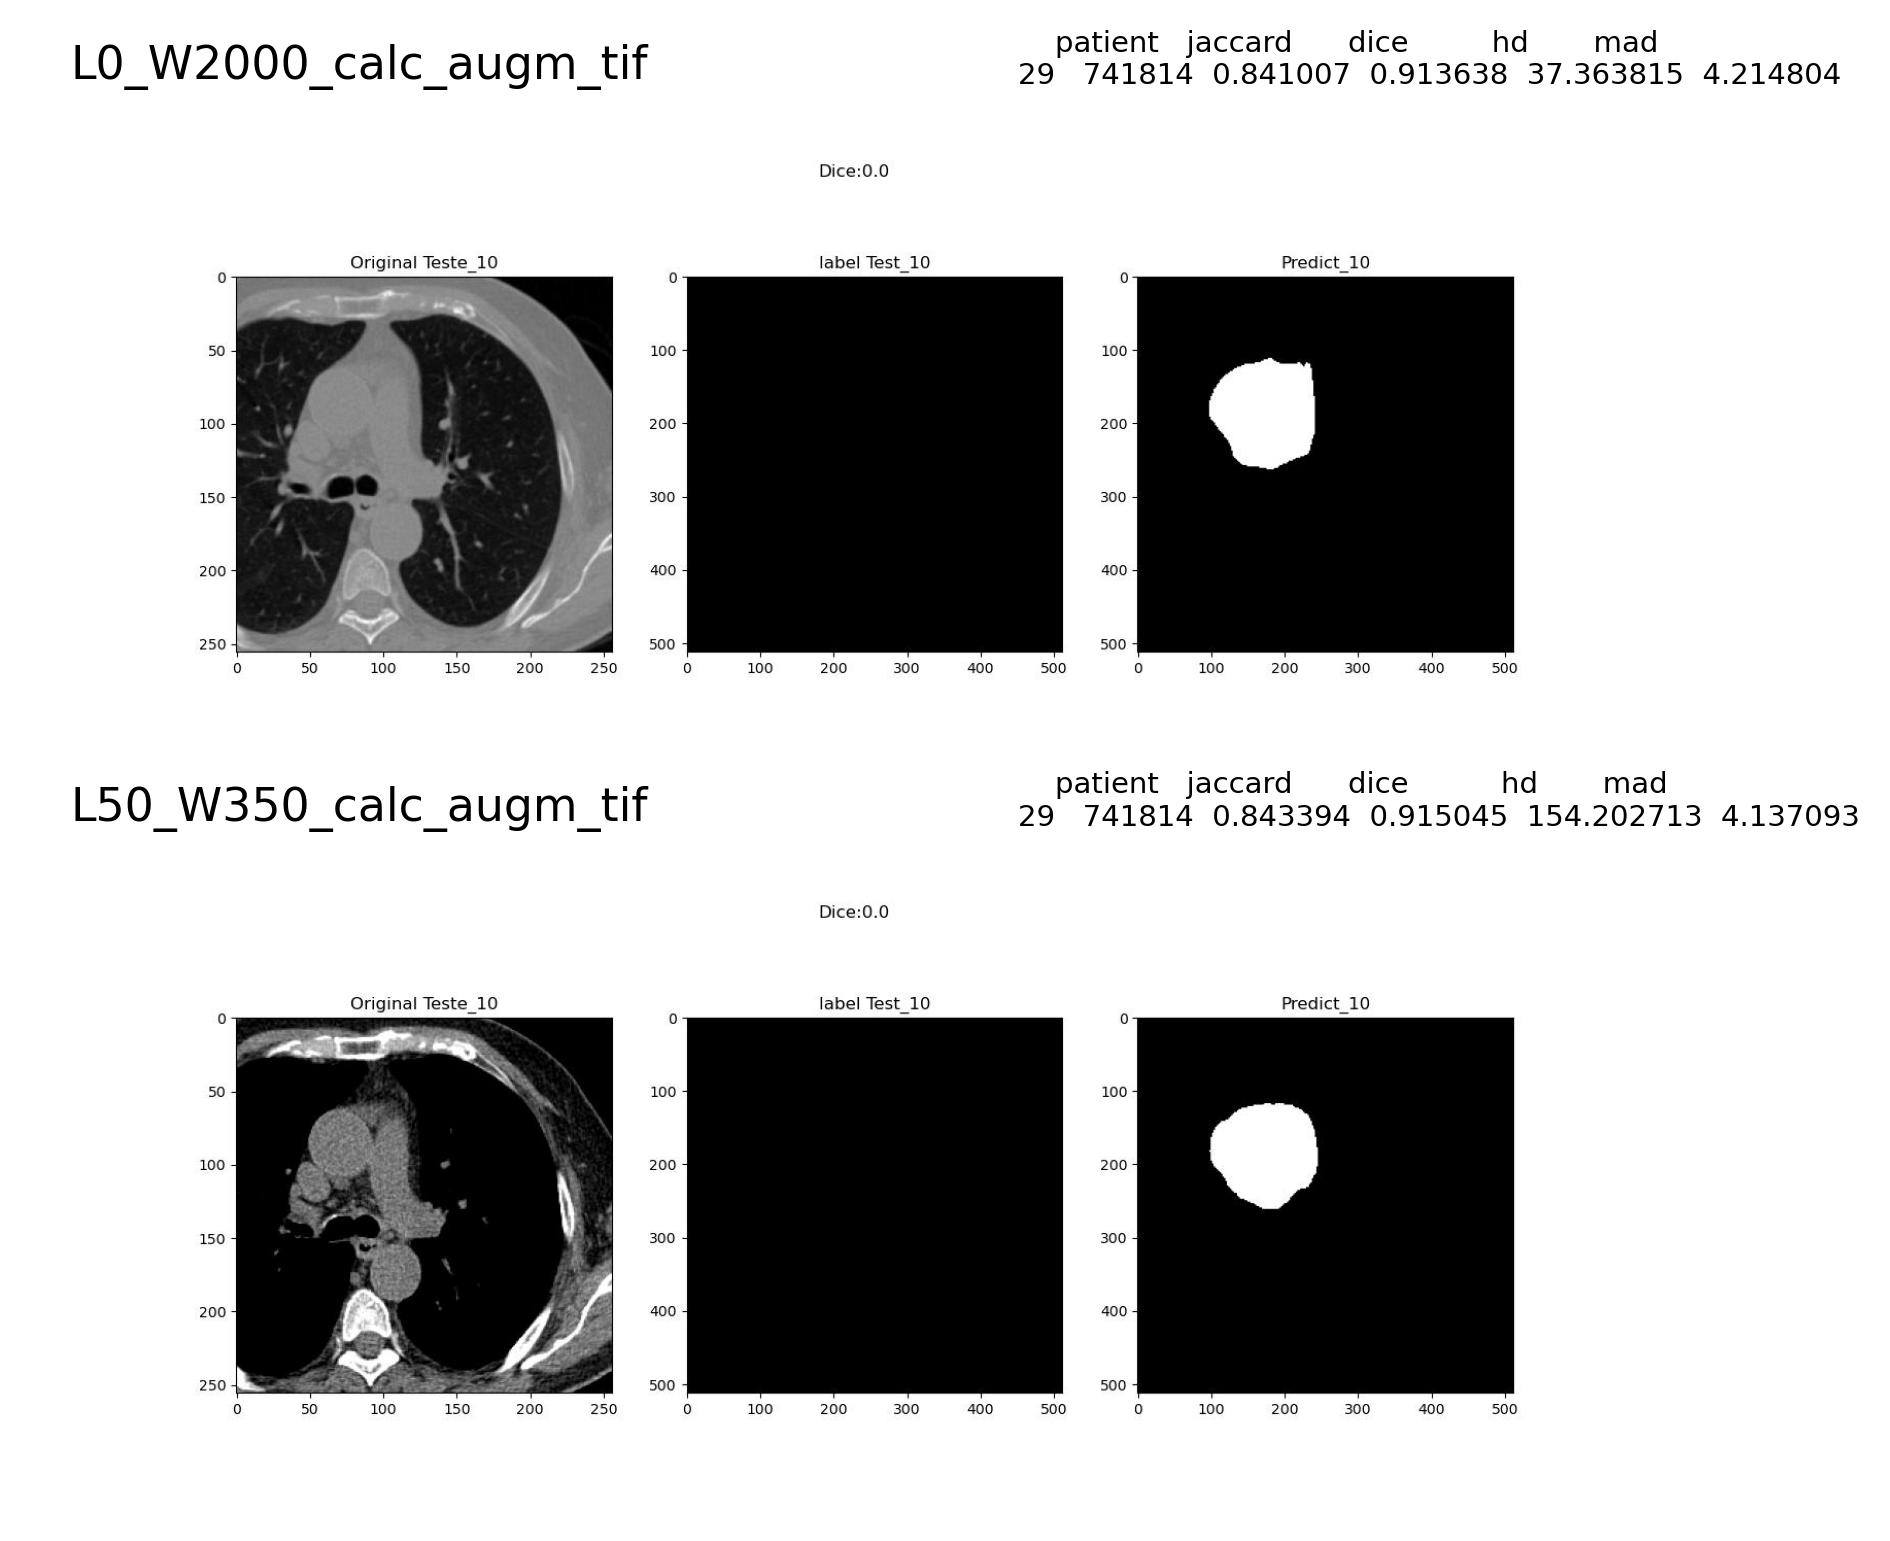 L0_W2000_calc_augm_tif
patient jaccard dice hd mad
29 741814 0.841007 0.913638 37.363815 4.214804
Dice:0.0
Original Teste_10 label Test_10 Predict_10
0 0 0
50 100 100
100 200 200
150 300 300
200 400 400
250 500 500
0 50 100 150 200 250 0 100 200 300 400 500 0 100 200 300 400 500
L50_W350_calc_augm_tif
patient jaccard dice hd mad
29 741814 0.843394 0.915045 154.202713 4.137093
Dice:0.0
Original Teste_10 label Test_10 Predict_10
0 0 0
50 100 100
100 200 200
150 300 300
200 400 400
250 500 500
0 50 100 150 200 250 0 100 200 300 400 500 0 100 200 300 400 500